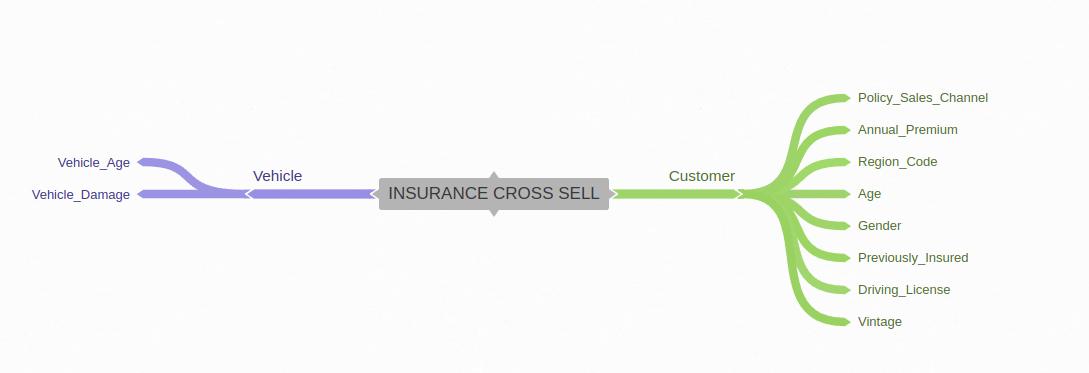 Vehicle_Age
Vehicle_Damage
Vehicle
INSURANCE CROSS SELL
Customer
Policy_Sales_Channel
Annual_Premium
Region_Code
Age
Gender
Previously_Insured
Driving_License
Vintage